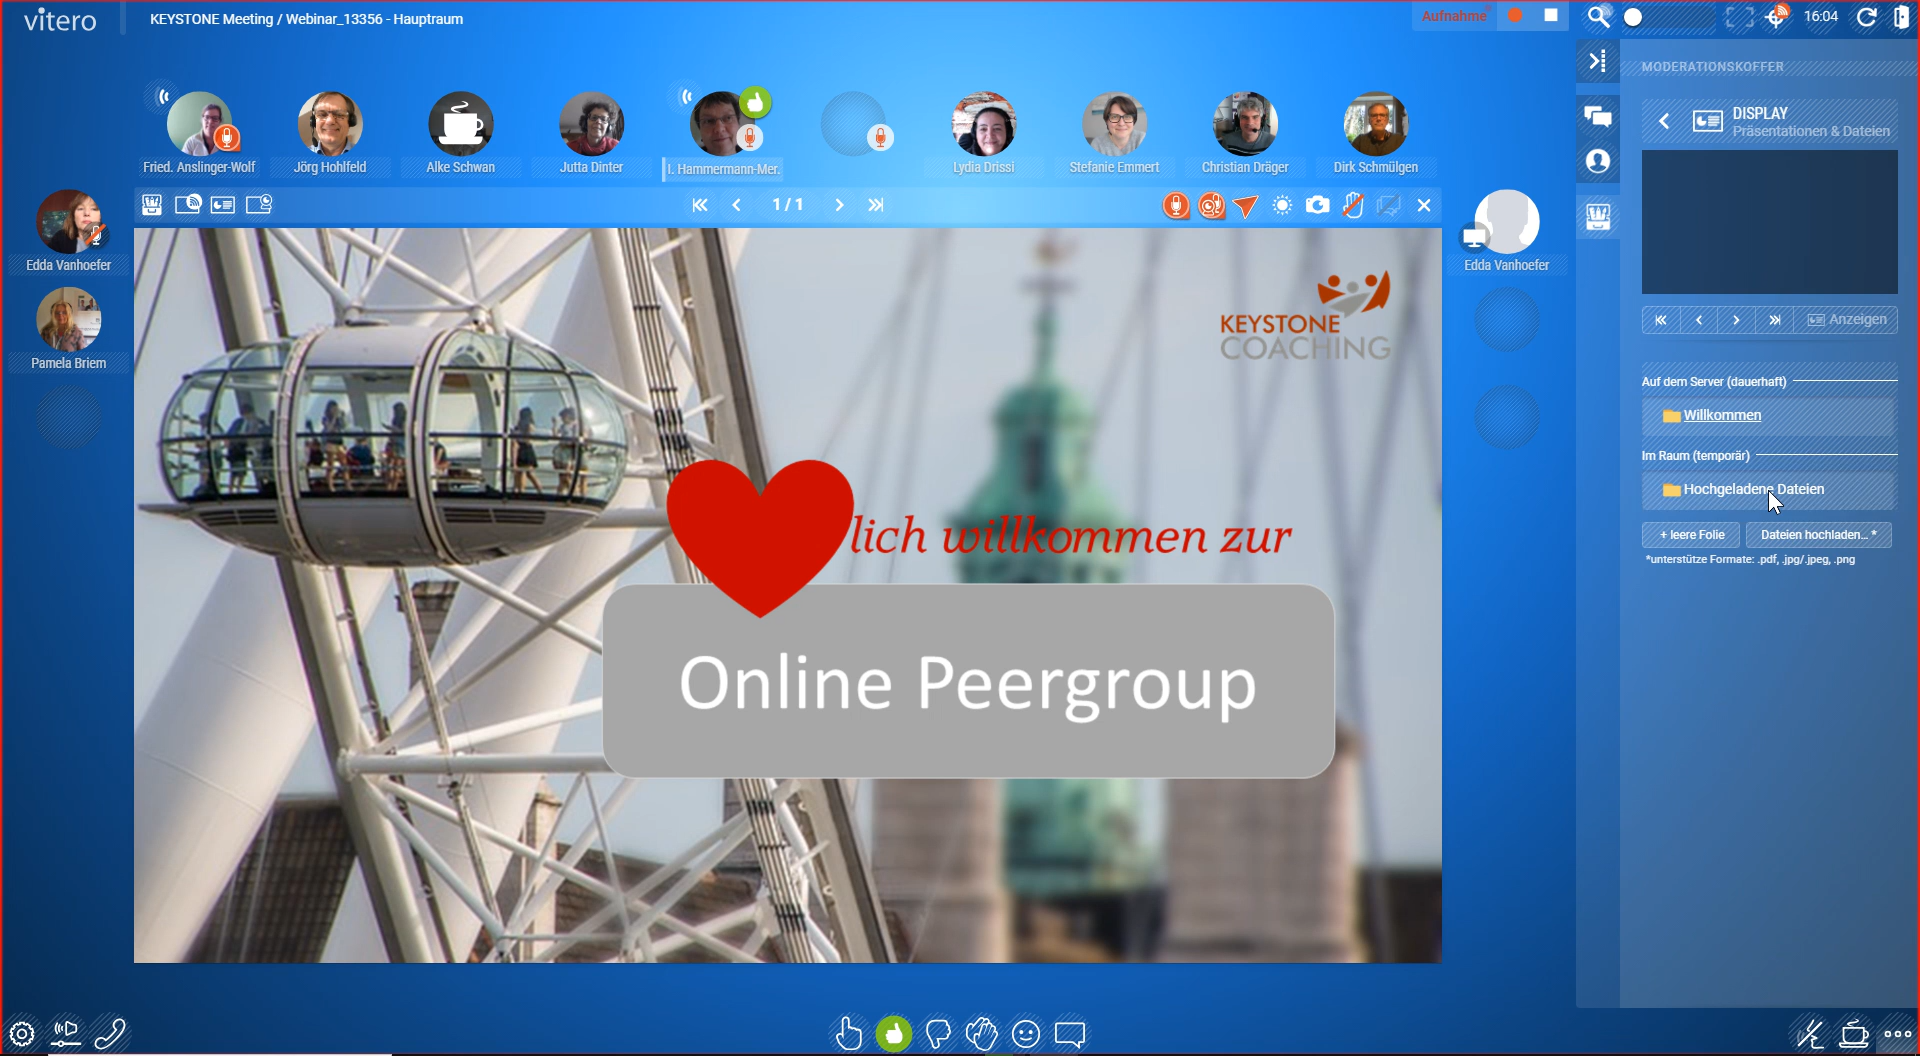 vitero
KEYSTONE Meeting / Webinar_13356 - Hauptraum
Aufnahme
16:04
MODERATIONSKOFFER
DISPLAY
Präsentationen & Dateien
Fried. Anslinger-Wolf
Jörg Hohlfeld
Alke Schwan
Jutta Dinter
I. Hammermann-Mer.
Lydia Drissi
Stefanie Emmert
Christian Dräger
Dirk Schmülgen
1 / 1
Edda Vanhoefer
Pamela Briem
Edda Vanhoefer
KEYSTONE
COACHING
lich willkommen zur
Online Peergroup
Anzeigen
Auf dem Server (dauerhaft)
Willkommen
Im Raum (temporär)
Hochgeladene Dateien
+ leere Folie
Dateien hochladen... *
*unterstütze Formate: .pdf, .jpg/.jpeg, .png